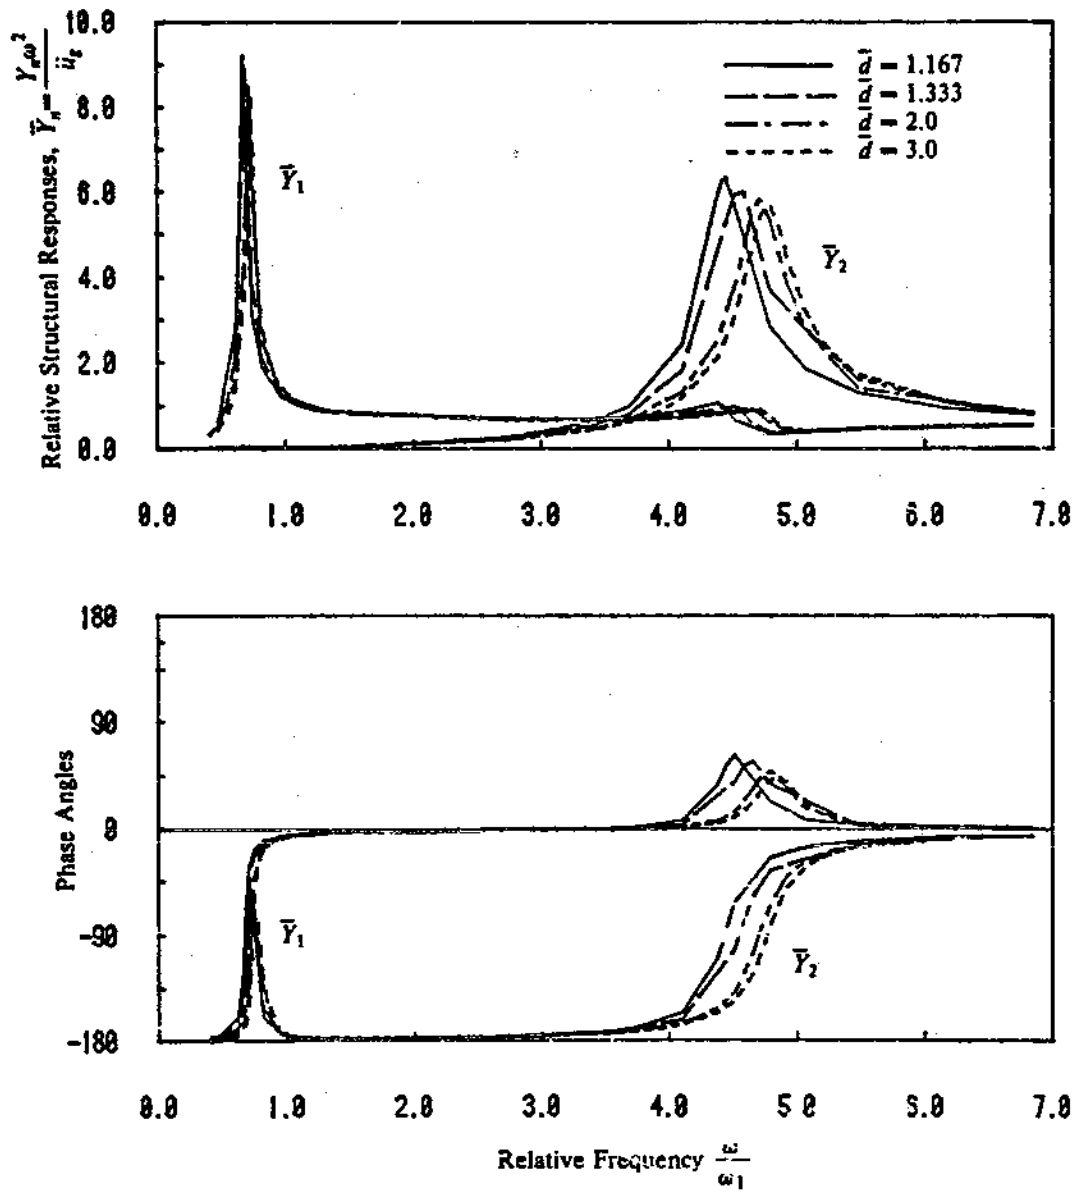 Relative Structural Responses, Ȳₙ = Yₙω² / üg
10.0
8.0
6.0
4.0
2.0
0.0
d̄ = 1.167
d̄ = 1.333
d̄ = 2.0
d̄ = 3.0
Ȳ₁
Ȳ₂
0.0 1.0 2.0 3.0 4.0 5.0 6.0 7.0
Phase Angles
180
90
0
-90
-180
Ȳ₁
Ȳ₂
0.0 1.0 2.0 3.0 4.0 5.0 6.0 7.0
Relative Frequency ω / ω₁